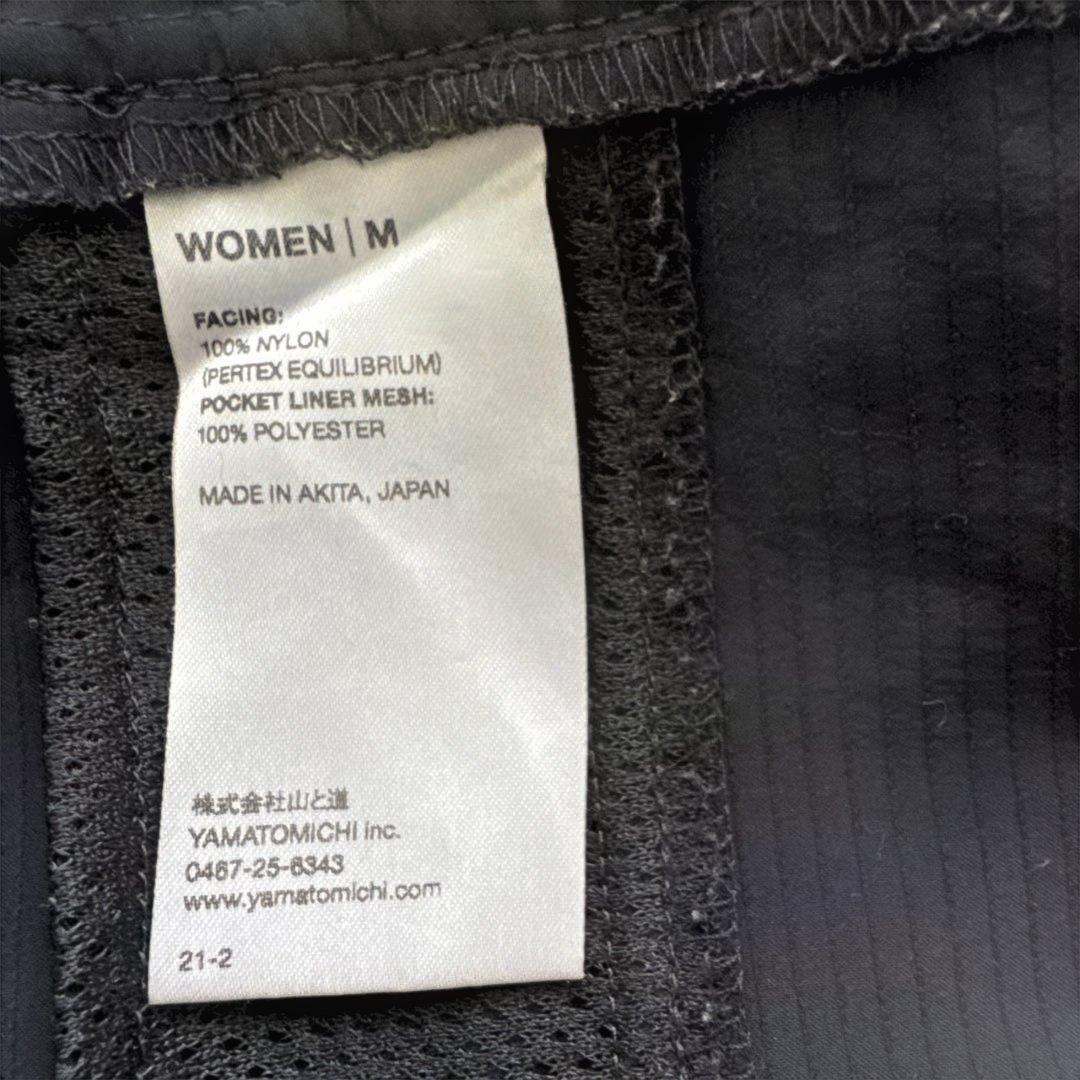 WOMEN | M
FACING:
100% NYLON
(PERTEX EQUILIBRIUM)
POCKET LINER MESH:
100% POLYESTER
MADE IN AKITA, JAPAN
株式会社山と道
YAMATOMICHI inc.
0467-25-6343
www.yamatomichi.com
21-2